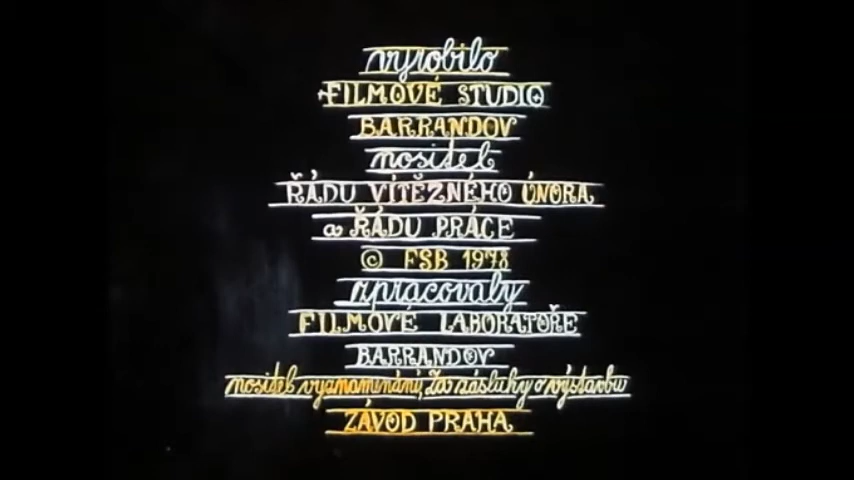 vyrobilo
FILMOVÉ STUDIO
BARRANDOV
nositel
ŘÁDU VÍTĚZNÉHO ÚNORA
a ŘÁDU PRÁCE
© FSB 1978
zpracovaly
FILMOVÉ LABORATOŘE
BARRANDOV
nositel vyznamenání „Za zásluhy o výstavbu
ZÁVOD PRAHA